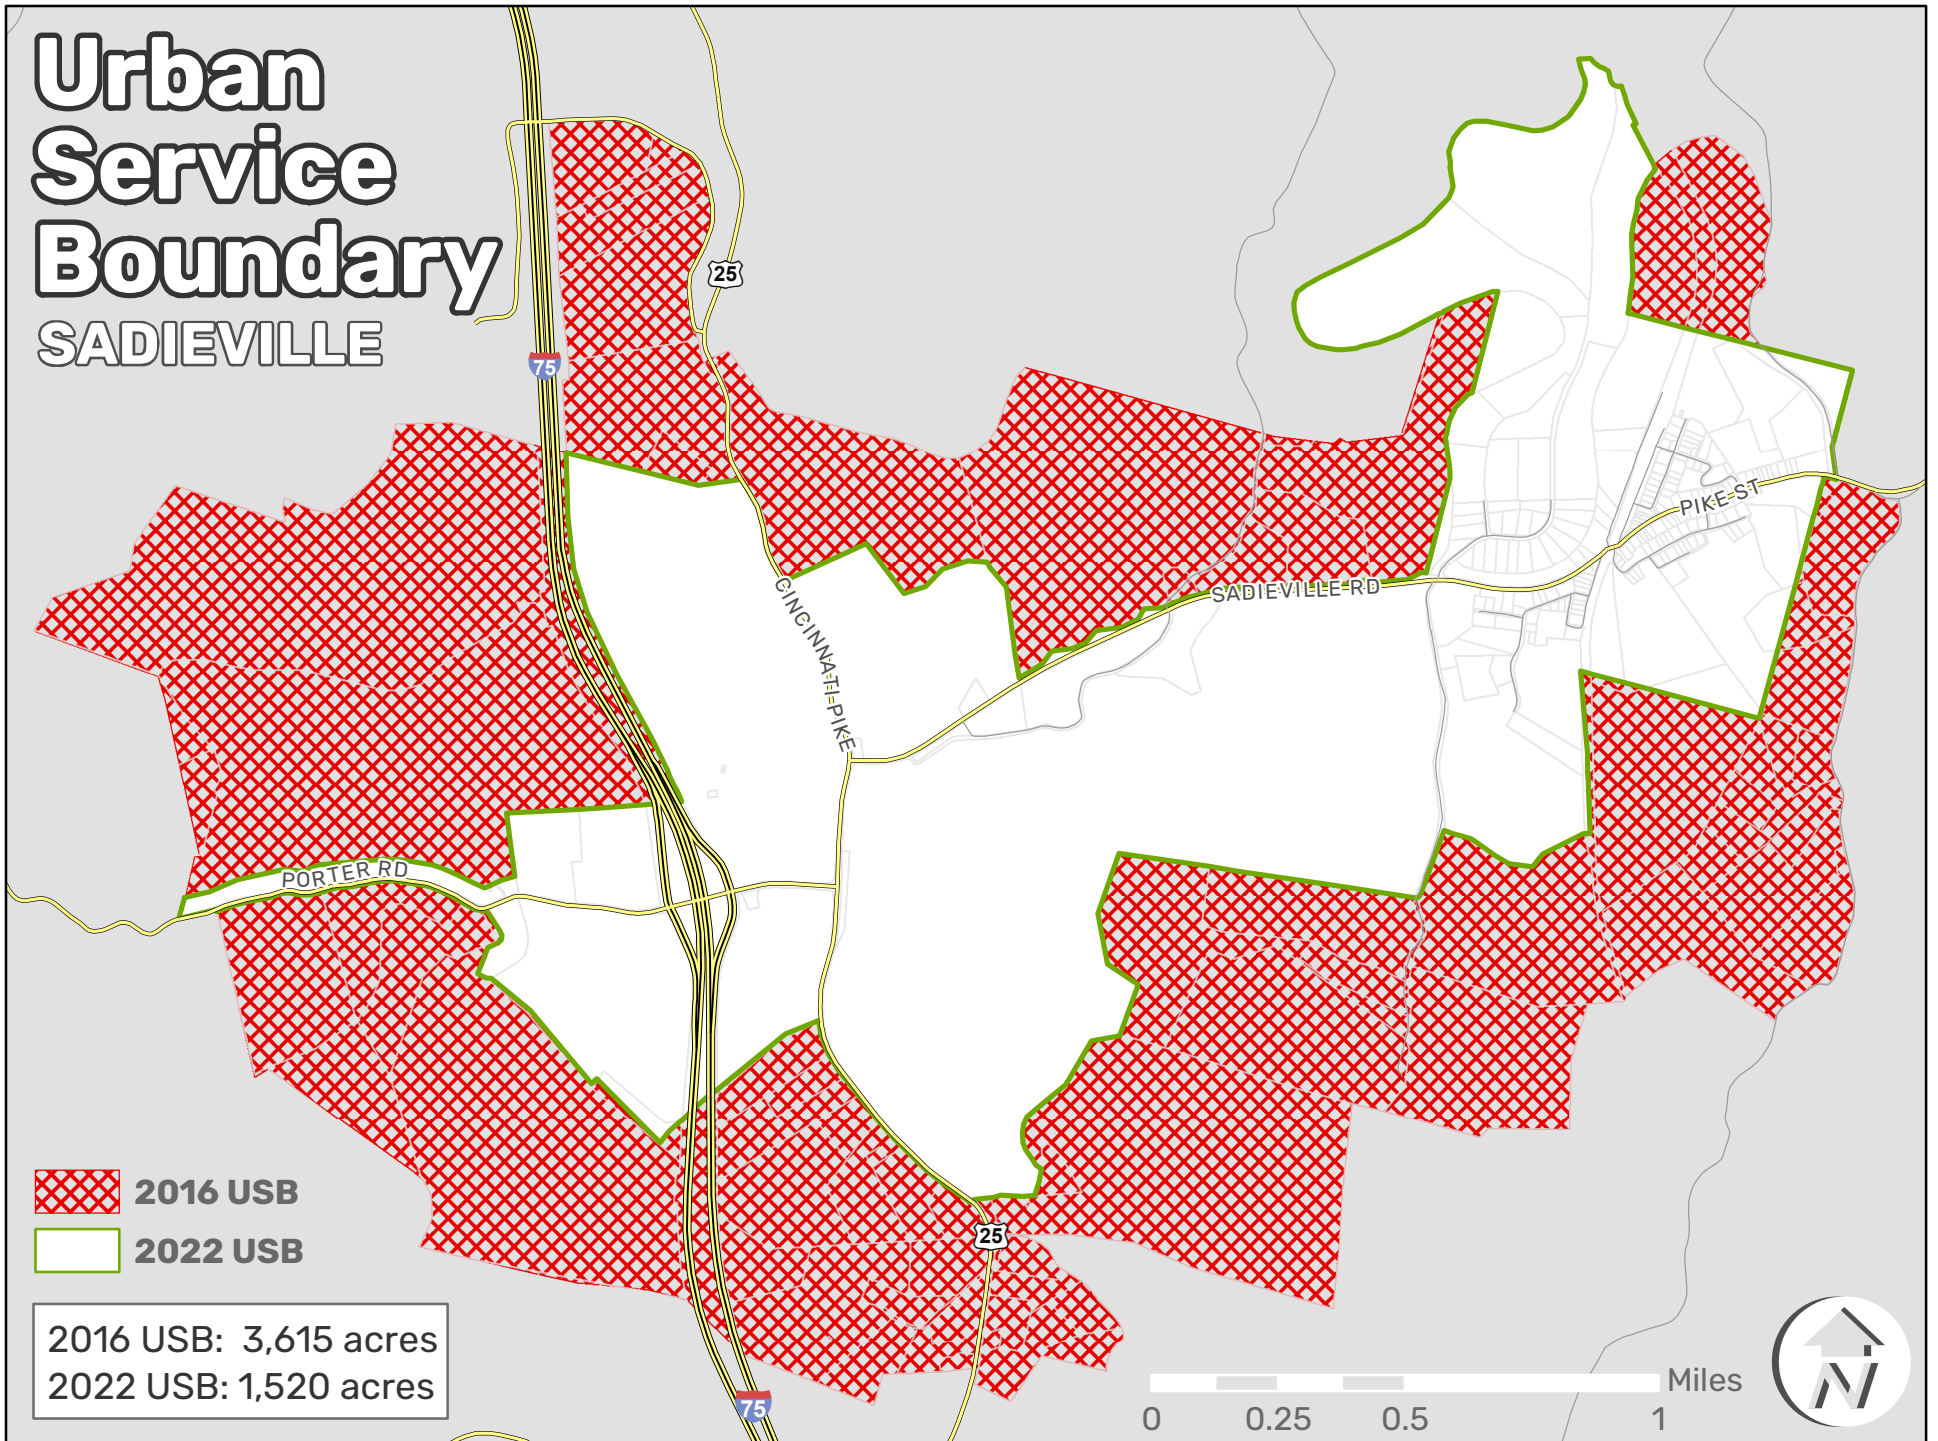 Urban
Service
Boundary
SADIEVILLE
25
75
PIKE ST
SADIEVILLE RD
CINCINNATI PIKE
PORTER RD
2016 USB
2022 USB
25
2016 USB: 3,615 acres
2022 USB: 1,520 acres
75
Miles
0 0.25 0.5 1
N